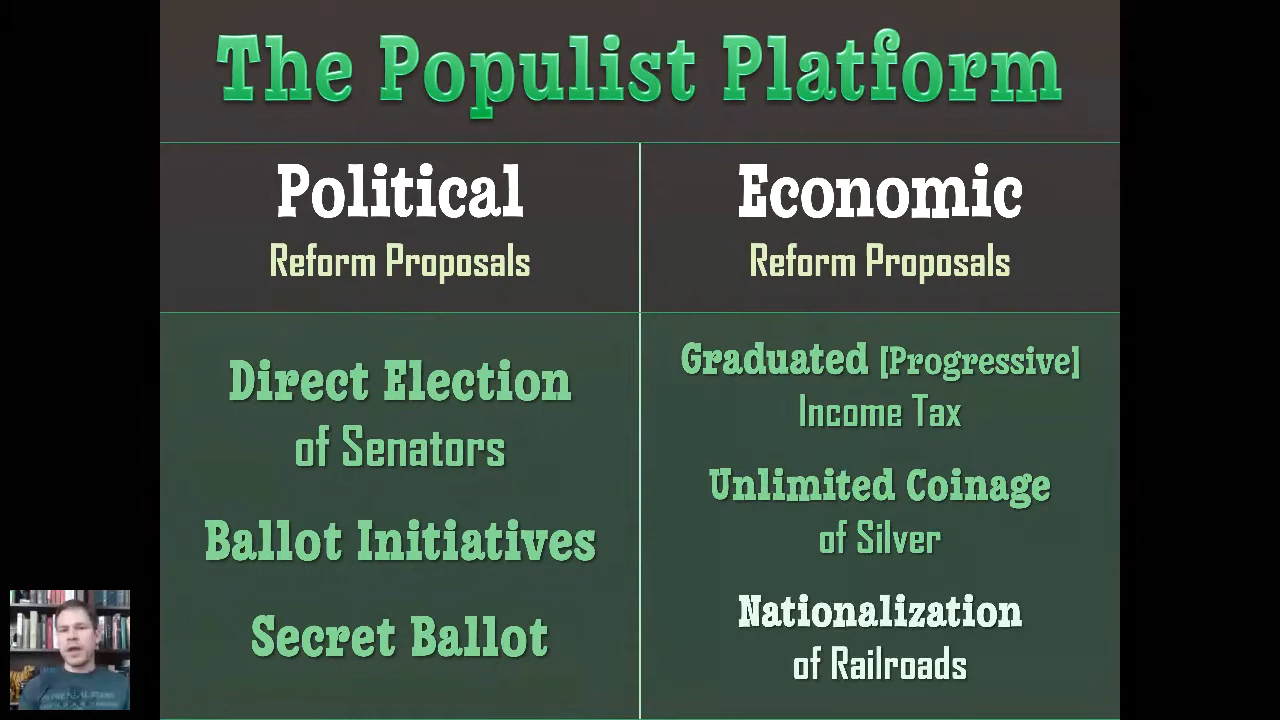 The Populist Platform
Political
Reform Proposals
Economic
Reform Proposals
Direct Election
of Senators
Ballot Initiatives
Secret Ballot
Graduated [Progressive]
Income Tax
Unlimited Coinage
of Silver
Nationalization
of Railroads